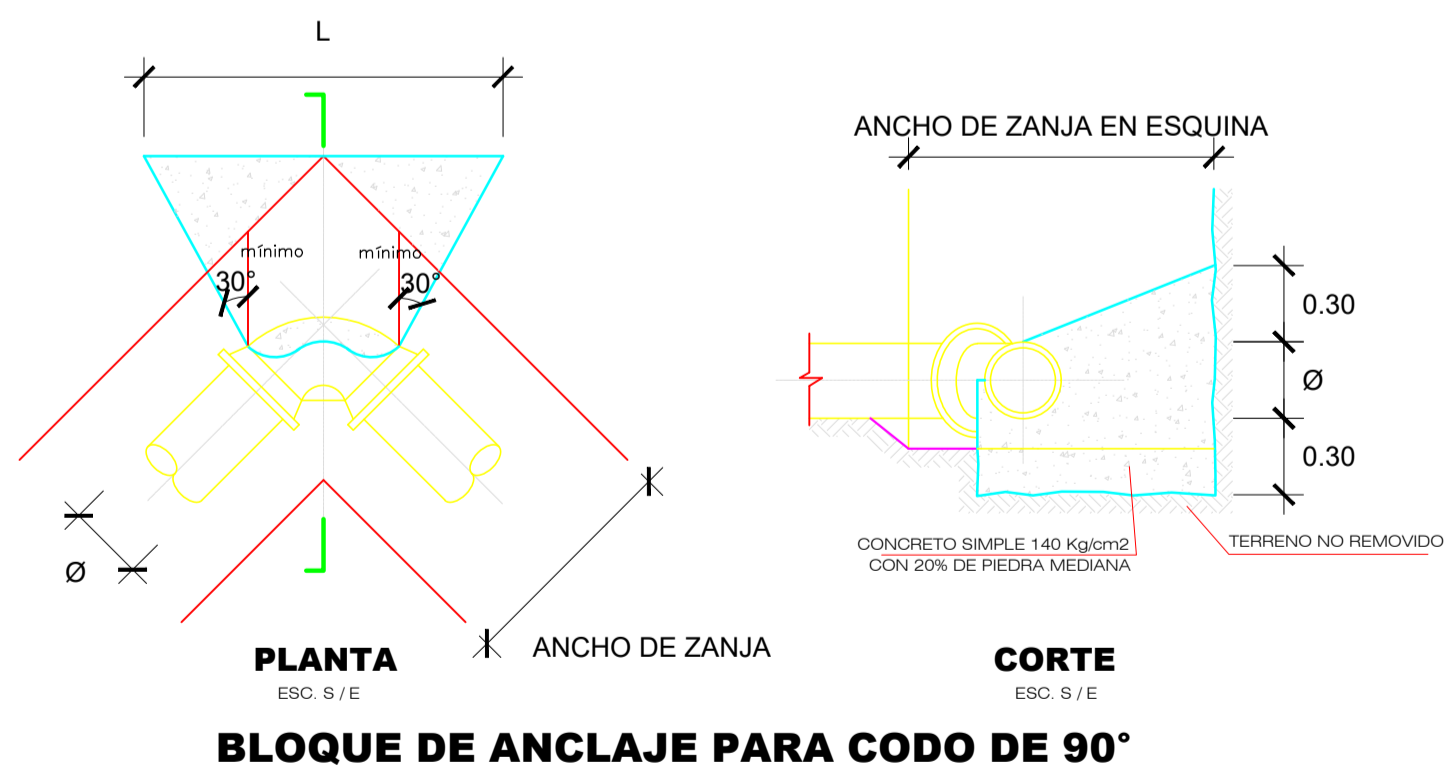 L
mínimo
mínimo
30°
30°
Ø
ANCHO DE ZANJA
PLANTA
ESC. S / E
ANCHO DE ZANJA EN ESQUINA
0.30
Ø
0.30
CONCRETO SIMPLE 140 Kg/cm2
CON 20% DE PIEDRA MEDIANA
TERRENO NO REMOVIDO
CORTE
ESC. S / E
BLOQUE DE ANCLAJE PARA CODO DE 90°